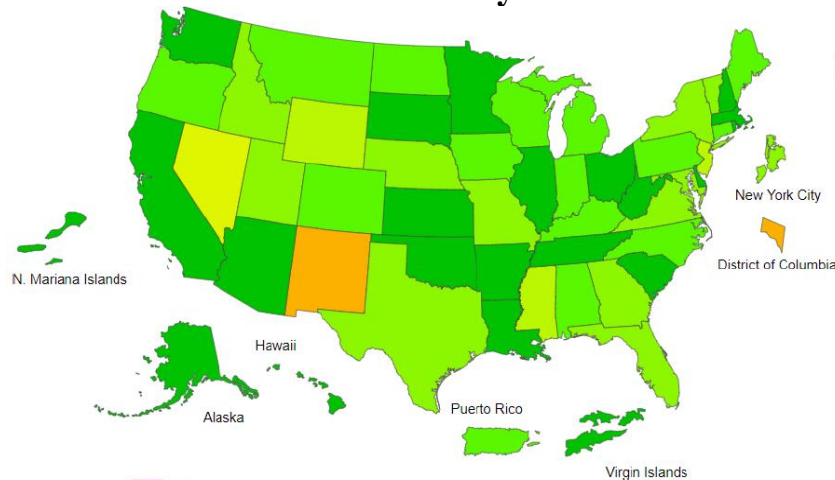 New York City
District of Columbia
N. Mariana Islands
Hawaii
Alaska
Puerto Rico
Virgin Islands